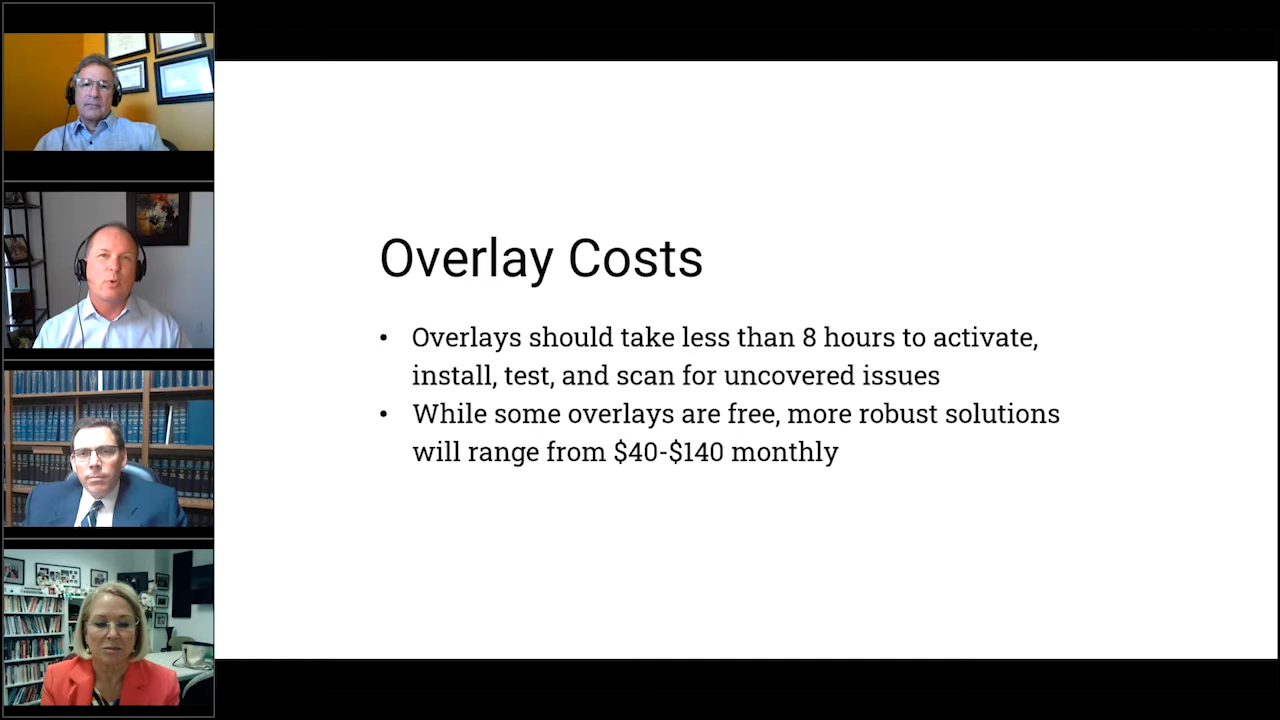 Overlay Costs
• Overlays should take less than 8 hours to activate,
install, test, and scan for uncovered issues
• While some overlays are free, more robust solutions
will range from $40-$140 monthly